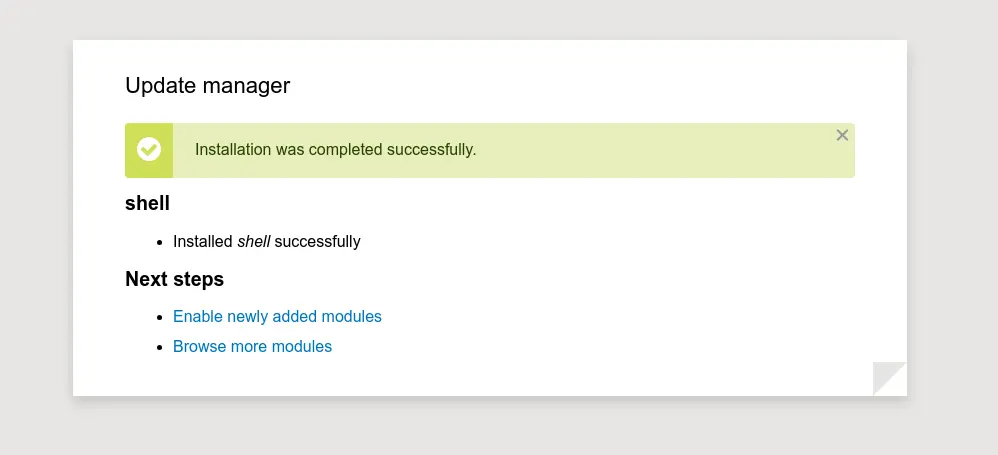 Update manager
Installation was completed successfully.
shell
Installed shell successfully
Next steps
Enable newly added modules
Browse more modules